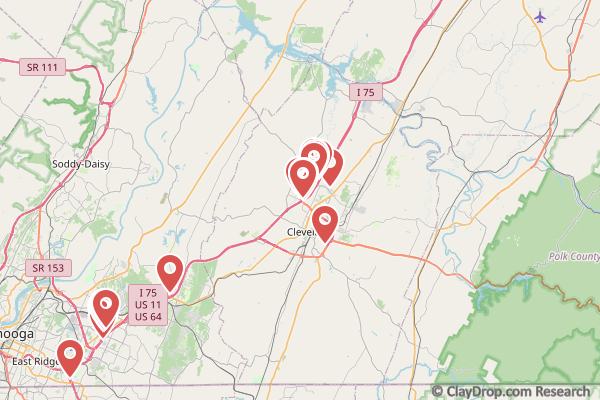 SR 111
I 75
Soddy-Daisy
Clevel
Polk County
SR 153
I 75
US 11
US 64
nooga
East Ridge
© ClayDrop.com Research